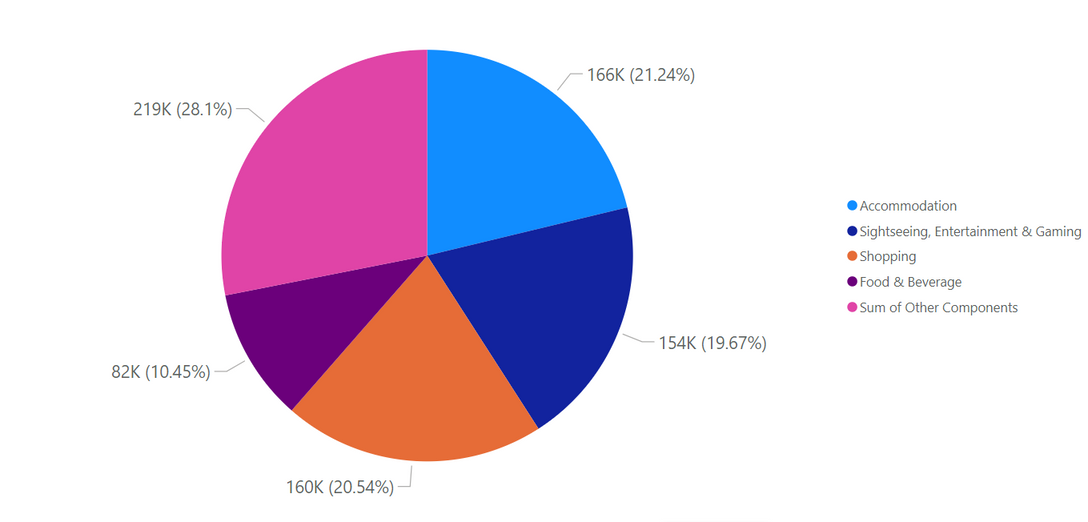 166K (21.24%)
219K (28.1%)
Accommodation
Sightseeing, Entertainment & Gaming
Shopping
Food & Beverage
Sum of Other Components
154K (19.67%)
82K (10.45%)
160K (20.54%)